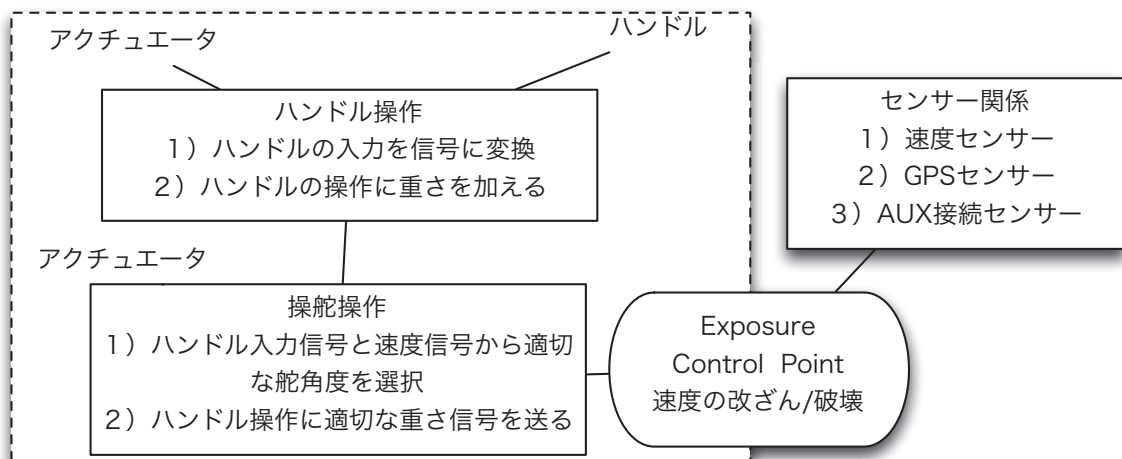 アクチュエータ
ハンドル
ハンドル操作
１）ハンドルの入力を信号に変換
２）ハンドルの操作に重さを加える
センサー関係
１）速度センサー
２）GPSセンサー
３）AUX接続センサー
アクチュエータ
操舵操作
１）ハンドル入力信号と速度信号から適切
な舵角度を選択
２）ハンドル操作に適切な重さ信号を送る
Exposure
Control Point
速度の改ざん/破壊